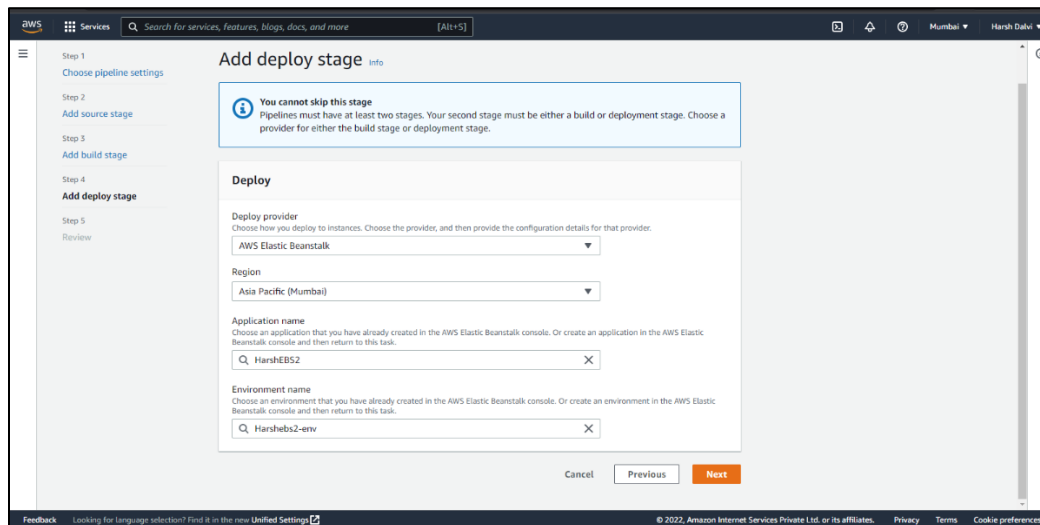 aws
Services
Search for services, features, blogs, docs, and more
[Alt+S]
Mumbai
Harsh Dalvi
Step 1
Choose pipeline settings
Step 2
Add source stage
Step 3
Add build stage
Step 4
Add deploy stage
Step 5
Review
Add deploy stage Info
You cannot skip this stage
Pipelines must have at least two stages. Your second stage must be either a build or deployment stage. Choose a
provider for either the build stage or deployment stage.
Deploy
Deploy provider
Choose how you deploy to instances. Choose the provider, and then provide the configuration details for that provider.
AWS Elastic Beanstalk
Region
Asia Pacific (Mumbai)
Application name
Choose an application that you have already created in the AWS Elastic Beanstalk console. Or create an application in the AWS Elastic
Beanstalk console and then return to this task.
HarshEBS2
Environment name
Choose an environment that you have already created in the AWS Elastic Beanstalk console. Or create an environment in the AWS Elastic
Beanstalk console and then return to this task.
Harshebs2-env
Cancel
Previous
Next
Feedback
Looking for language selection? Find it in the new Unified Settings
© 2022, Amazon Internet Services Private Ltd. or its affiliates.
Privacy
Terms
Cookie preferences